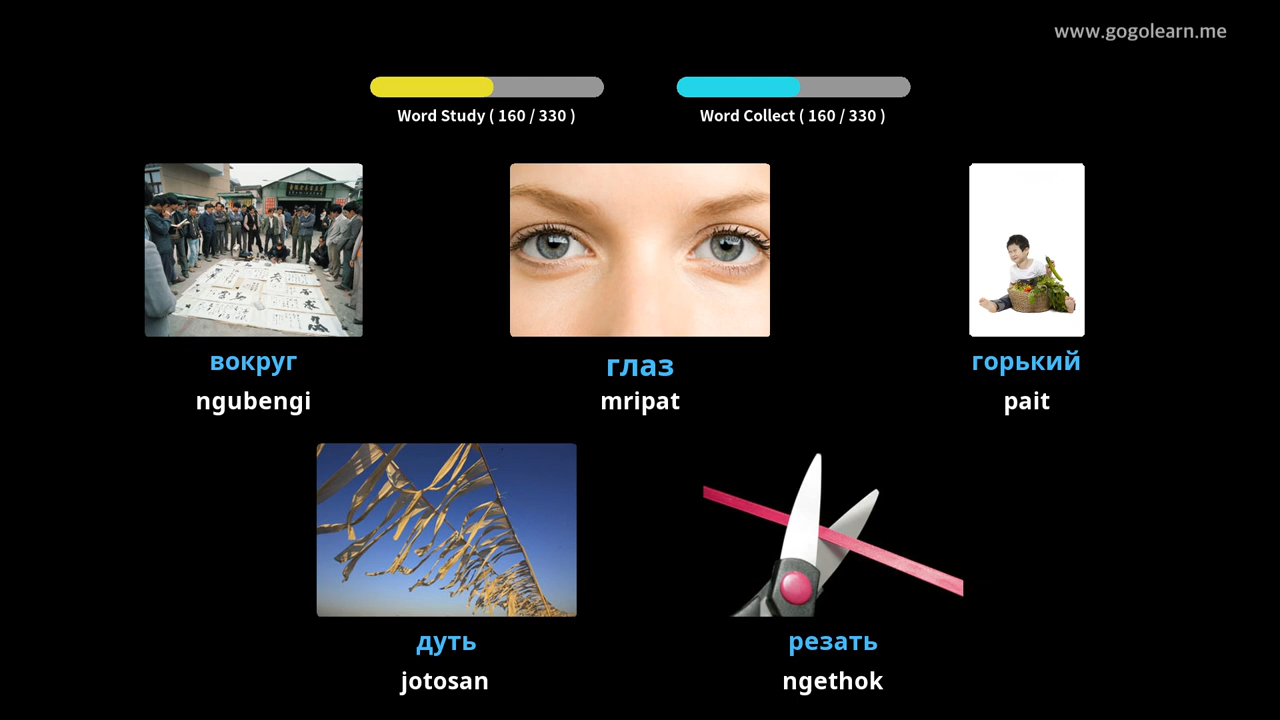 www.gogolearn.me
Word Study ( 160 / 330 )
Word Collect ( 160 / 330 )
вокруг
ngubengi
глаз
mripat
горький
pait
дуть
jotosan
резать
ngethok